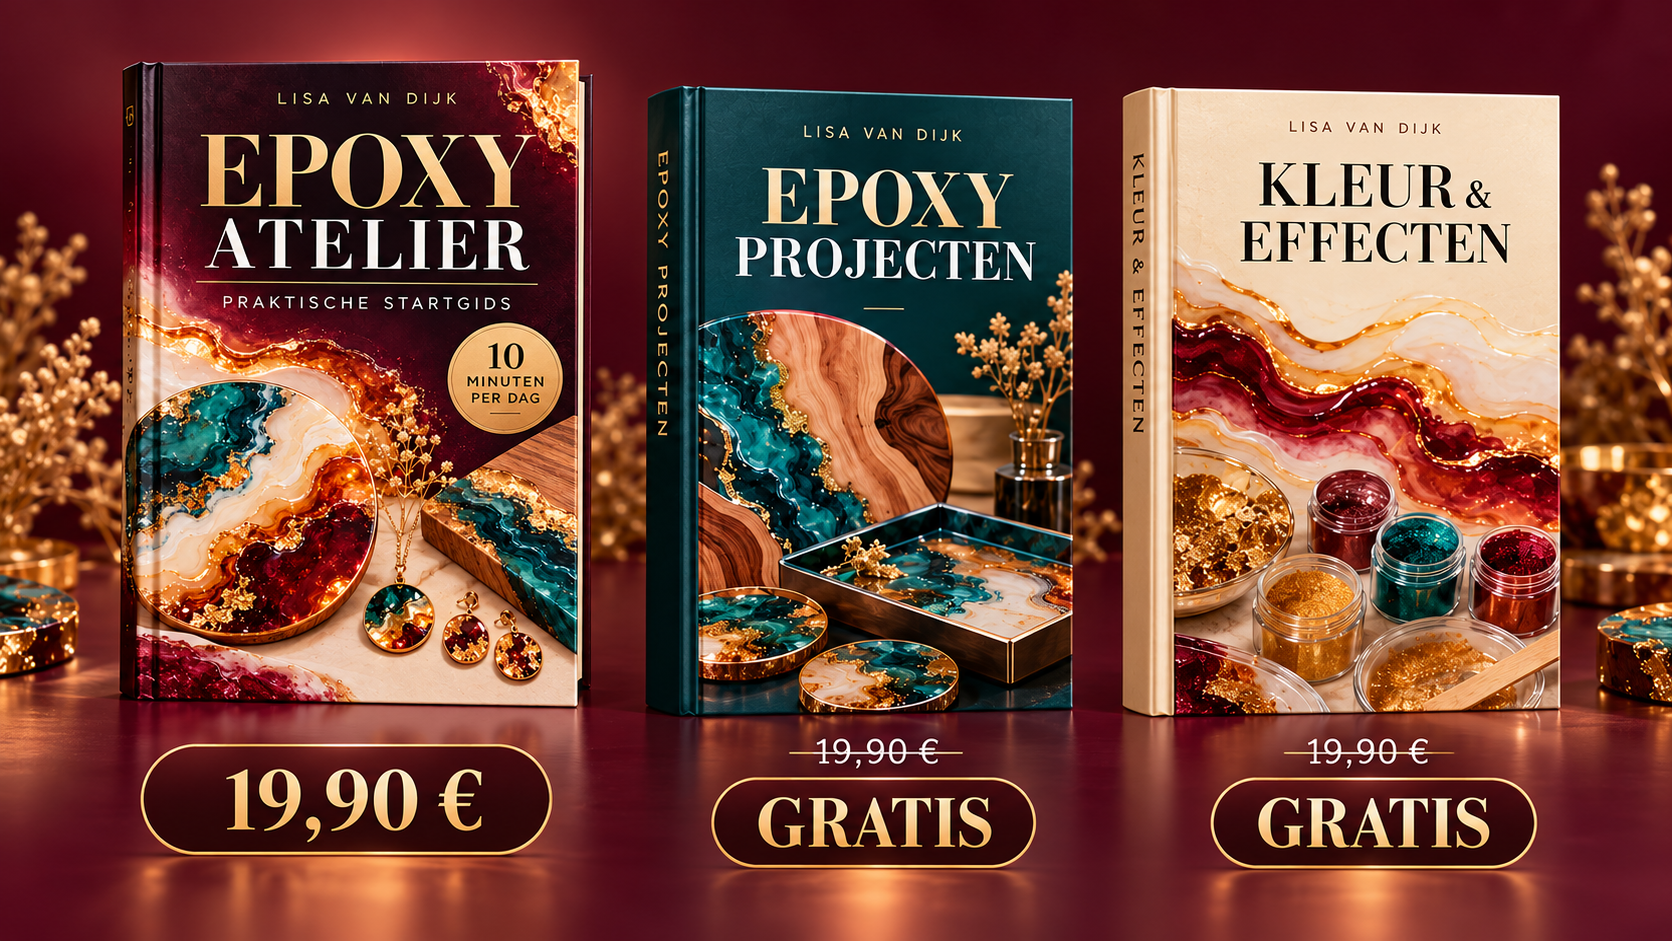 LISA VAN DIJK
EPOXY
ATELIER
PRAKTISCHE STARTGIDS
10
MINUTEN
PER DAG
19,90 €
EPOXY PROJECTEN
LISA VAN DIJK
EPOXY
PROJECTEN
19,90 €
GRATIS
KLEUR & EFFECTEN
LISA VAN DIJK
KLEUR &
EFFECTEN
19,90 €
GRATIS